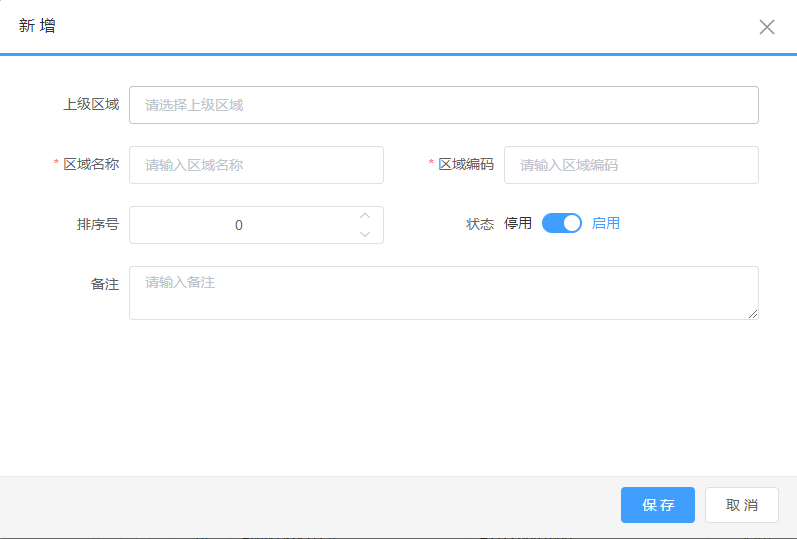 新 增
上级区域 请选择上级区域
* 区域名称 请输入区域名称 * 区域编码 请输入区域编码
排序号 0 状态 停用 启用
备注 请输入备注
保 存 取 消